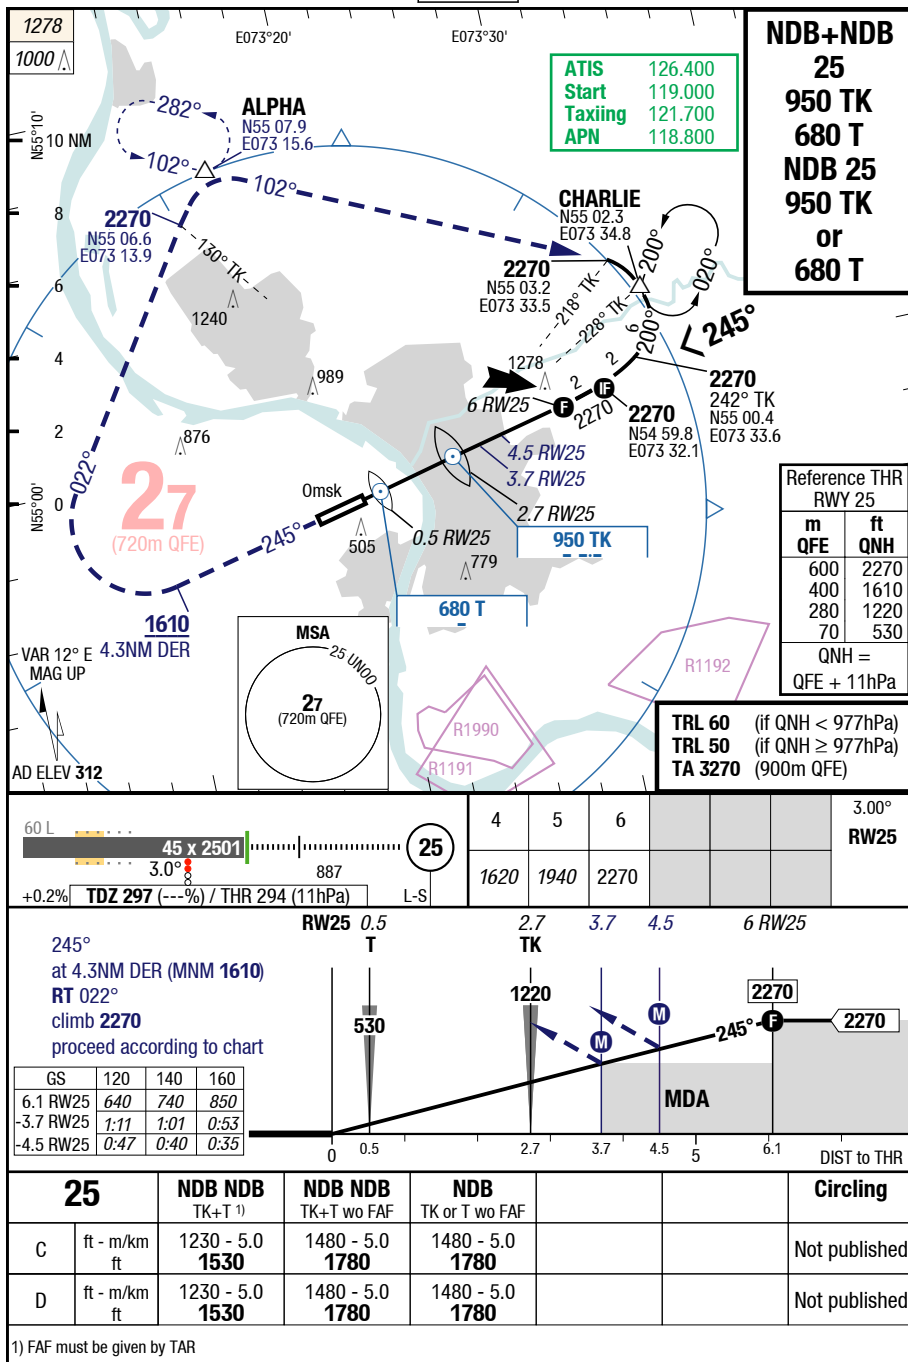 1278
1000
E073°20'
E073°30'
NDB+NDB
25
950 TK
680 T
NDB 25
950 TK
or
680 T
ATIS 126.400
Start 119.000
Taxiing 121.700
APN 118.800
N55°10'
10 NM
8
6
4
2
0
N55°00'
282°
102°
ALPHA
N55 07.9
E073 15.6
102°
2270
N55 06.6
E073 13.9
130° TK
1240
CHARLIE
N55 02.3
E073 34.8
200°
020°
2270
N55 03.2
E073 33.5
218° TK
228° TK
9
200°
< 245°
989
1278
2
2
6 RW25
F
IF
2270
2270
242° TK
N55 00.4
E073 33.6
2270
N54 59.8
E073 32.1
876
022°
27
(720m QFE)
4.5 RW25
3.7 RW25
Omsk
2.7 RW25
245°
505
0.5 RW25
950 TK
779
680 T
1610
4.3NM DER
Reference THR
RWY 25
m ft
QFE QNH
600 2270
400 1610
280 1220
70 530
QNH =
QFE + 11hPa
VAR 12° E
MAG UP
AD ELEV 312
MSA
25 UNOO
27
(720m QFE)
R1192
R1990
R1191
TRL 60 (if QNH < 977hPa)
TRL 50 (if QNH ≥ 977hPa)
TA 3270 (900m QFE)
60 L
45 x 2501
25
3.0°
887
+0.2% TDZ 297 (---%) / THR 294 (11hPa) L-S
4 5 6
1620 1940 2270
3.00°
RW25
RW25 0.5 2.7 3.7 4.5 6 RW25
T TK
245°
at 4.3NM DER (MNM 1610)
RT 022°
climb 2270
proceed according to chart
530
1220
M
M
2270
245°
F
2270
MDA
GS 120 140 160
6.1 RW25 640 740 850
-3.7 RW25 1:11 1:01 0:53
-4.5 RW25 0:47 0:40 0:35
0 0.5 2.7 3.7 4.5 5 6.1 DIST to THR
25 NDB NDB NDB NDB NDB Circling
TK+T 1) TK+T wo FAF TK or T wo FAF
C ft - m/km 1230 - 5.0 1480 - 5.0 1480 - 5.0 Not published
ft 1530 1780 1780
D ft - m/km 1230 - 5.0 1480 - 5.0 1480 - 5.0 Not published
ft 1530 1780 1780
1) FAF must be given by TAR